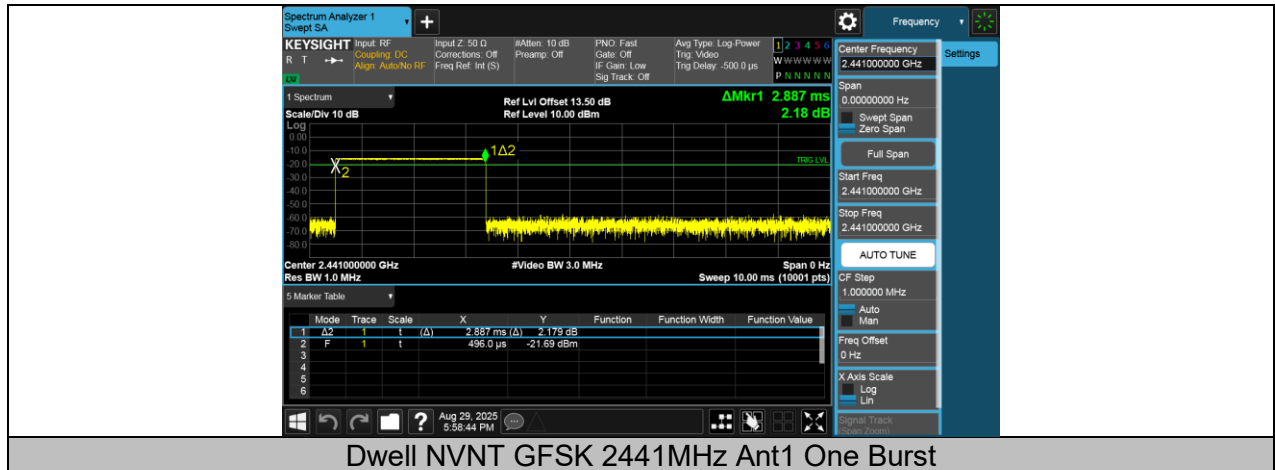 Spectrum Analyzer 1
Swept SA
+
Frequency
KEYSIGHT
R T
LXI
Input: RF
Coupling: DC
Align: Auto/No RF
Input Z: 50 Ω
Corrections: Off
Freq Ref: Int (S)
#Atten: 10 dB
Preamp: Off
PNO: Fast
Gate: Off
IF Gain: Low
Sig Track: Off
Avg Type: Log-Power
Trig: Video
Trig Delay: -500.0 µs
1 2 3 4 5 6
W W W W W W
P N N N N N
1 Spectrum
Scale/Div 10 dB
Ref Lvl Offset 13.50 dB
Ref Level 10.00 dBm
ΔMkr1 2.887 ms
2.18 dB
Log
0.00
-10.0
-20.0
-30.0
-40.0
-50.0
-60.0
-70.0
-80.0
X2
1Δ2
TRIG LVL
Center 2.441000000 GHz
Res BW 1.0 MHz
#Video BW 3.0 MHz
Span 0 Hz
Sweep 10.00 ms (10001 pts)
5 Marker Table
Mode Trace Scale X Y Function Function Width Function Value
1 Δ2 1 t (Δ) 2.887 ms (Δ) 2.179 dB
2 F 1 t 496.0 µs -21.69 dBm
3
4
5
6
?
Aug 29, 2025
5:58:44 PM
Center Frequency
2.441000000 GHz
Settings
Span
0.00000000 Hz
Swept Span
Zero Span
Full Span
Start Freq
2.441000000 GHz
Stop Freq
2.441000000 GHz
AUTO TUNE
CF Step
1.000000 MHz
Auto
Man
Freq Offset
0 Hz
X Axis Scale
Log
Lin
Signal Track
(Span Zoom)
Dwell NVNT GFSK 2441MHz Ant1 One Burst